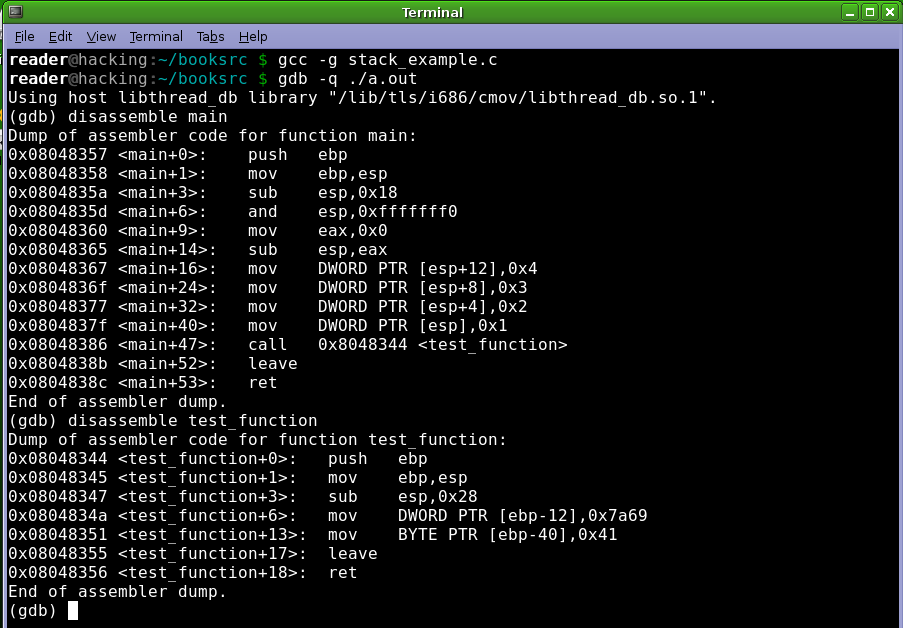 Terminal
File Edit View Terminal Tabs Help
reader@hacking:~/booksrc $ gcc -g stack_example.c
reader@hacking:~/booksrc $ gdb -q ./a.out
Using host libthread_db library "/lib/tls/i686/cmov/libthread_db.so.1".
(gdb) disassemble main
Dump of assembler code for function main:
0x08048357 <main+0>:    push   ebp
0x08048358 <main+1>:    mov    ebp,esp
0x0804835a <main+3>:    sub    esp,0x18
0x0804835d <main+6>:    and    esp,0xfffffff0
0x08048360 <main+9>:    mov    eax,0x0
0x08048365 <main+14>:   sub    esp,eax
0x08048367 <main+16>:   mov    DWORD PTR [esp+12],0x4
0x0804836f <main+24>:   mov    DWORD PTR [esp+8],0x3
0x08048377 <main+32>:   mov    DWORD PTR [esp+4],0x2
0x0804837f <main+40>:   mov    DWORD PTR [esp],0x1
0x08048386 <main+47>:   call   0x8048344 <test_function>
0x0804838b <main+52>:   leave
0x0804838c <main+53>:   ret
End of assembler dump.
(gdb) disassemble test_function
Dump of assembler code for function test_function:
0x08048344 <test_function+0>:   push   ebp
0x08048345 <test_function+1>:   mov    ebp,esp
0x08048347 <test_function+3>:   sub    esp,0x28
0x0804834a <test_function+6>:   mov    DWORD PTR [ebp-12],0x7a69
0x08048351 <test_function+13>:  mov    BYTE PTR [ebp-40],0x41
0x08048355 <test_function+17>:  leave
0x08048356 <test_function+18>:  ret
End of assembler dump.
(gdb)